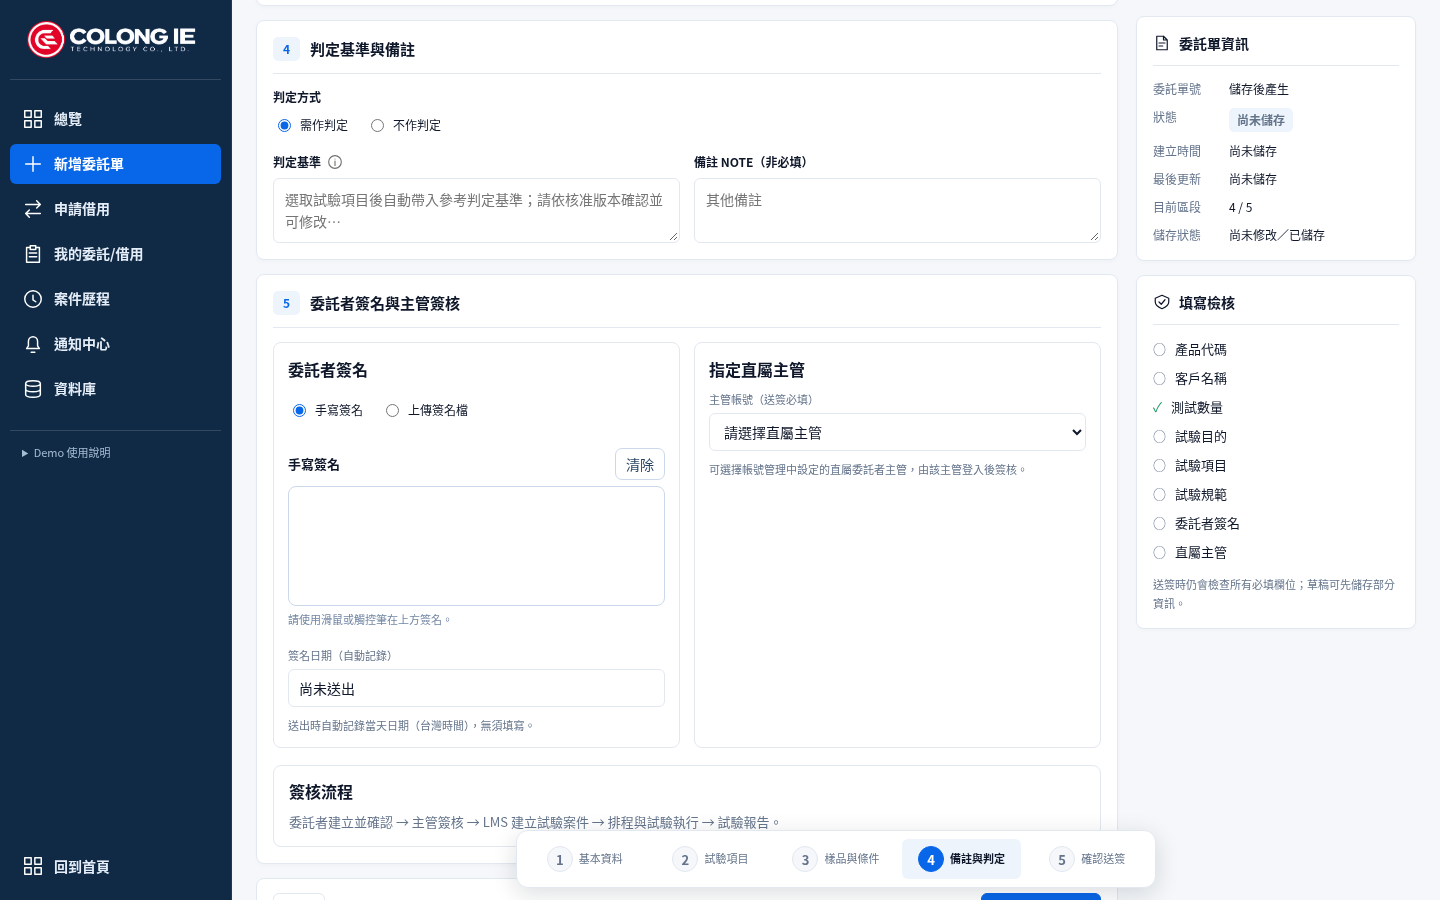 COLONG IE
TECHNOLOGY CO., LTD.
總覽
新增委託單
申請借用
我的委託/借用
案件歷程
通知中心
資料庫
Demo 使用說明
回到首頁
4 判定基準與備註
判定方式
需作判定 不作判定
判定基準
選取試驗項目後自動帶入參考判定基準；請依核准版本確認並
可修改…
備註 NOTE（非必填）
其他備註
5 委託者簽名與主管簽核
委託者簽名
手寫簽名 上傳簽名檔
手寫簽名 清除
請使用滑鼠或觸控筆在上方簽名。
簽名日期（自動記錄）
尚未送出
送出時自動記錄當天日期（台灣時間），無須填寫。
指定直屬主管
主管帳號（送簽必填）
請選擇直屬主管
可選擇帳號管理中設定的直屬委託者主管，由該主管登入後簽核。
簽核流程
委託者建立並確認 → 主管簽核 → LMS 建立試驗案件 → 排程與試驗執行 → 試驗報告。
1 基本資料
2 試驗項目
3 樣品與條件
4 備註與判定
5 確認送簽
委託單資訊
委託單號 儲存後產生
狀態 尚未儲存
建立時間 尚未儲存
最後更新 尚未儲存
目前區段 4 / 5
儲存狀態 尚未修改／已儲存
填寫檢核
產品代碼
客戶名稱
✓ 測試數量
試驗目的
試驗項目
試驗規範
委託者簽名
直屬主管
送簽時仍會檢查所有必填欄位；草稿可先儲存部分
資訊。